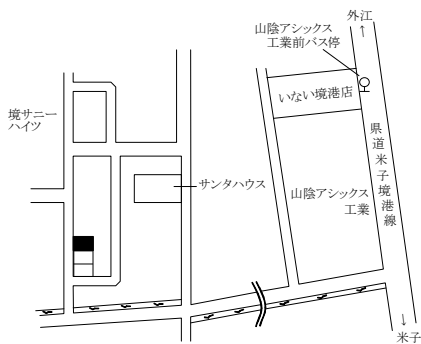 外江
↑
山陰アシックス
工業前バス停
いない境港店
境サニー
ハイツ
サンタハウス
山陰アシックス
工業
県道米子境港線
↓
米子